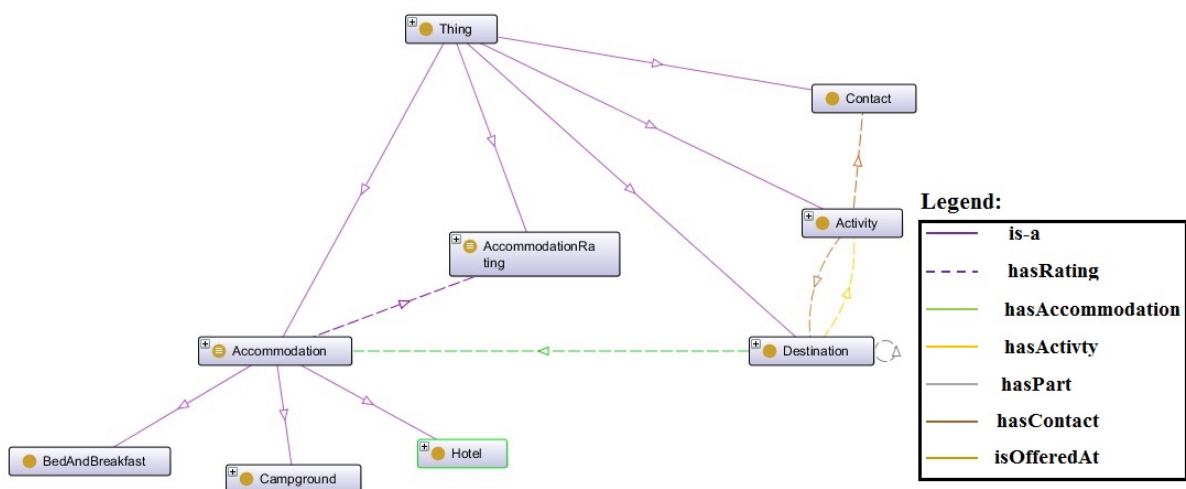 Thing
Contact
Activity
AccommodationRa
ting
Accommodation
Destination
BedAndBreakfast
Campground
Hotel
Legend:
is-a
hasRating
hasAccommodation
hasActivty
hasPart
hasContact
isOfferedAt